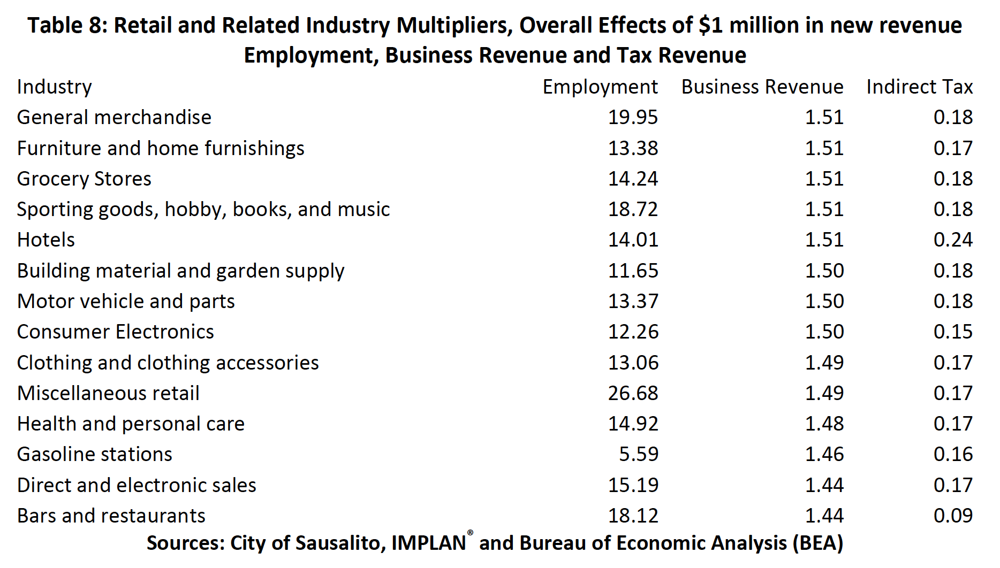 Table 8: Retail and Related Industry Multipliers, Overall Effects of $1 million in new revenue
Employment, Business Revenue and Tax Revenue
Industry Employment Business Revenue Indirect Tax
General merchandise 19.95 1.51 0.18
Furniture and home furnishings 13.38 1.51 0.17
Grocery Stores 14.24 1.51 0.18
Sporting goods, hobby, books, and music 18.72 1.51 0.18
Hotels 14.01 1.51 0.24
Building material and garden supply 11.65 1.50 0.18
Motor vehicle and parts 13.37 1.50 0.18
Consumer Electronics 12.26 1.50 0.15
Clothing and clothing accessories 13.06 1.49 0.17
Miscellaneous retail 26.68 1.49 0.17
Health and personal care 14.92 1.48 0.17
Gasoline stations 5.59 1.46 0.16
Direct and electronic sales 15.19 1.44 0.17
Bars and restaurants 18.12 1.44 0.09
Sources: City of Sausalito, IMPLAN® and Bureau of Economic Analysis (BEA)